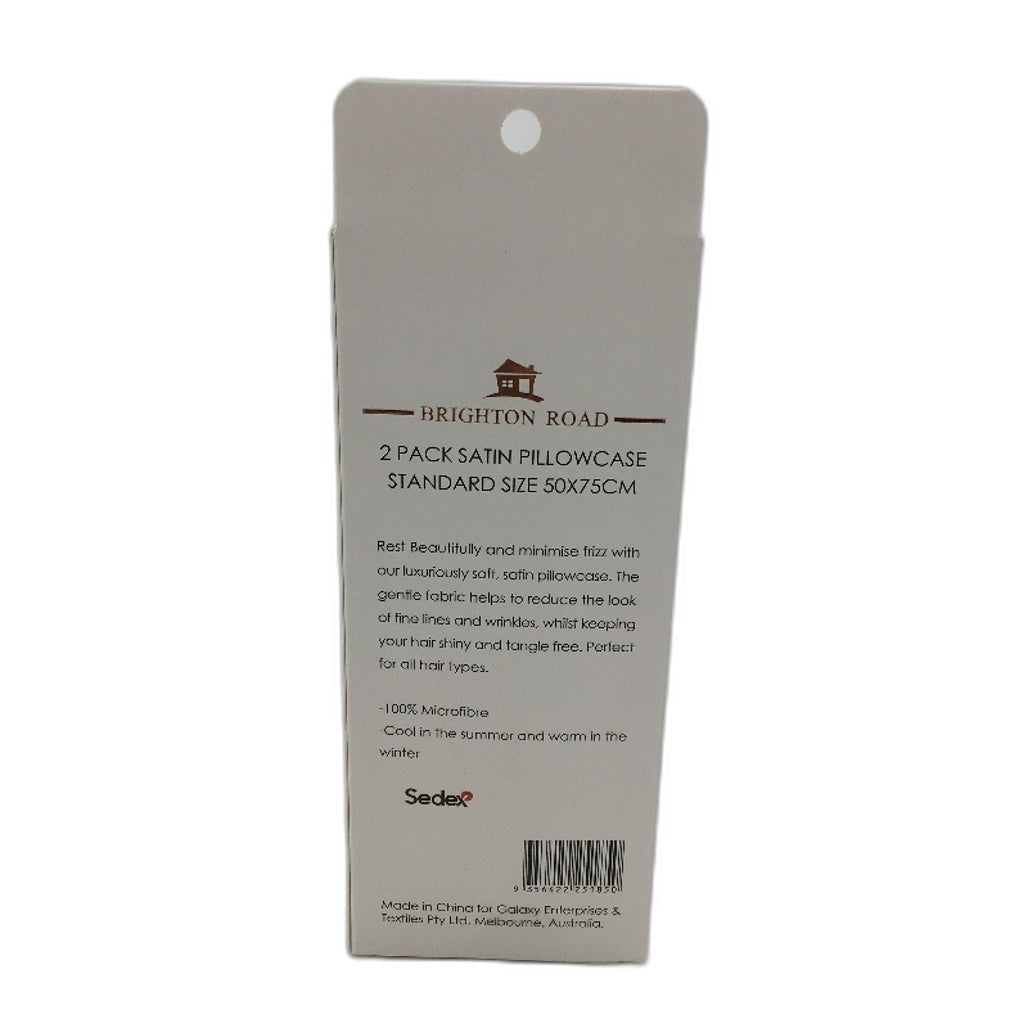 BRIGHTON ROAD
2 PACK SATIN PILLOWCASE
STANDARD SIZE 50X75CM
Rest Beautifully and minimise frizz with
our luxuriously soft, satin pillowcase. The
gentle fabric helps to reduce the look
of fine lines and wrinkles, whilst keeping
your hair shiny and tangle free. Perfect
for all hair types.
-100% Microfibre
-Cool in the summer and warm in the
winter
Sedex
Made in China for Galaxy Enterprises &
Textiles Pty Ltd, Melbourne, Australia.